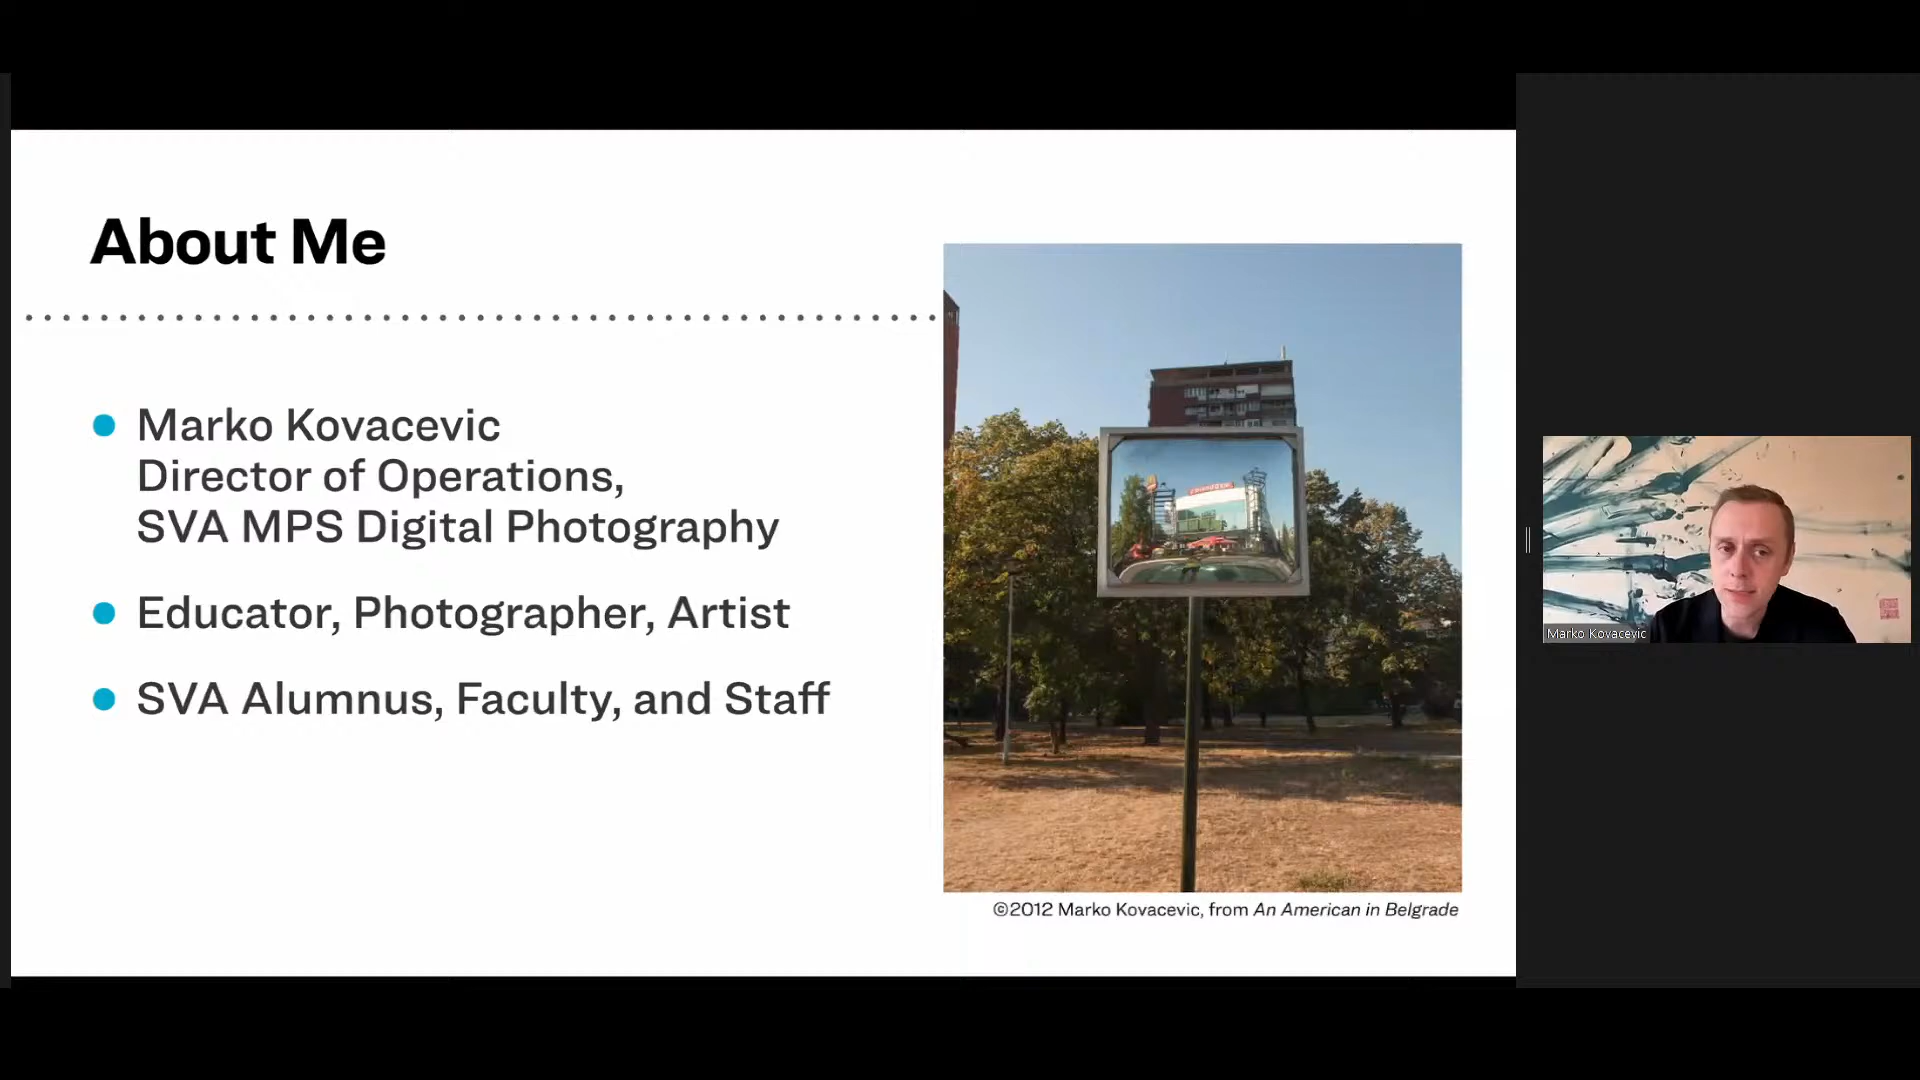 About Me
Marko Kovacevic
Director of Operations,
SVA MPS Digital Photography
Educator, Photographer, Artist
SVA Alumnus, Faculty, and Staff
©2012 Marko Kovacevic, from An American in Belgrade
Marko Kovacevic